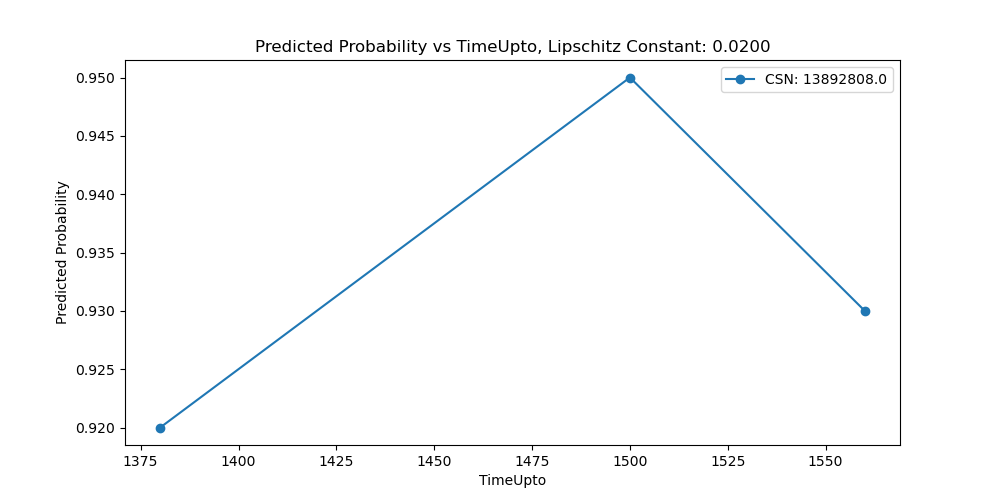 Predicted Probability vs TimeUpto, Lipschitz Constant: 0.0200
CSN: 13892808.0
Predicted Probability
0.950
0.945
0.940
0.935
0.930
0.925
0.920
1375 1400 1425 1450 1475 1500 1525 1550
TimeUpto